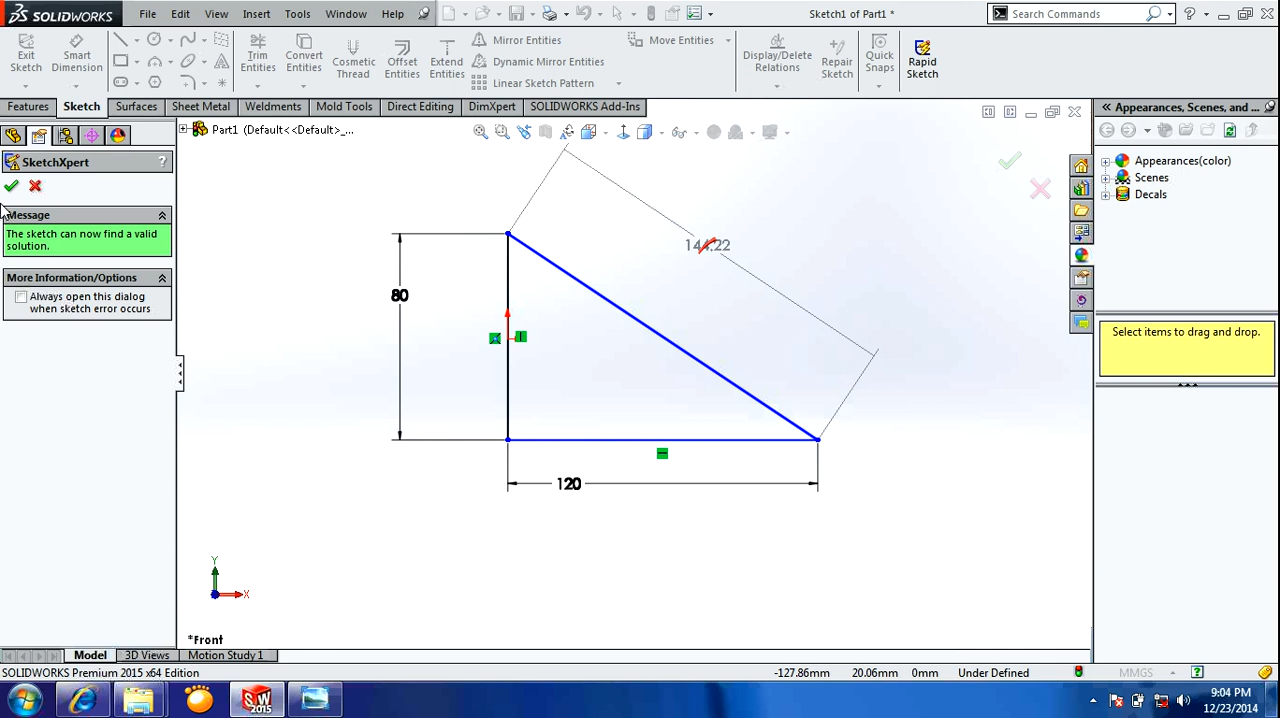 SOLIDWORKS File Edit View Insert Tools Window Help Sketch1 of Part1 * Search Commands ?
Exit Sketch
Smart Dimension
Trim Entities
Convert Entities
Cosmetic Thread
Offset Entities
Extend Entities
Mirror Entities
Dynamic Mirror Entities
Linear Sketch Pattern
Move Entities
Display/Delete Relations
Repair Sketch
Quick Snaps
Rapid Sketch
Features Sketch Surfaces Sheet Metal Weldments Mold Tools Direct Editing DimXpert SOLIDWORKS Add-Ins
Appearances, Scenes, and ...
Part1 (Default<<Default>_...
SketchXpert ?
Message
The sketch can now find a valid
solution.
More Information/Options
Always open this dialog
when sketch error occurs
144.22
80
120
Y
X
*Front
Appearances(color)
Scenes
Decals
Select items to drag and drop.
Model 3D Views Motion Study 1
SOLIDWORKS Premium 2015 x64 Edition -127.86mm 20.06mm 0mm Under Defined MMGS ?
SW
2015
9:04 PM
12/23/2014